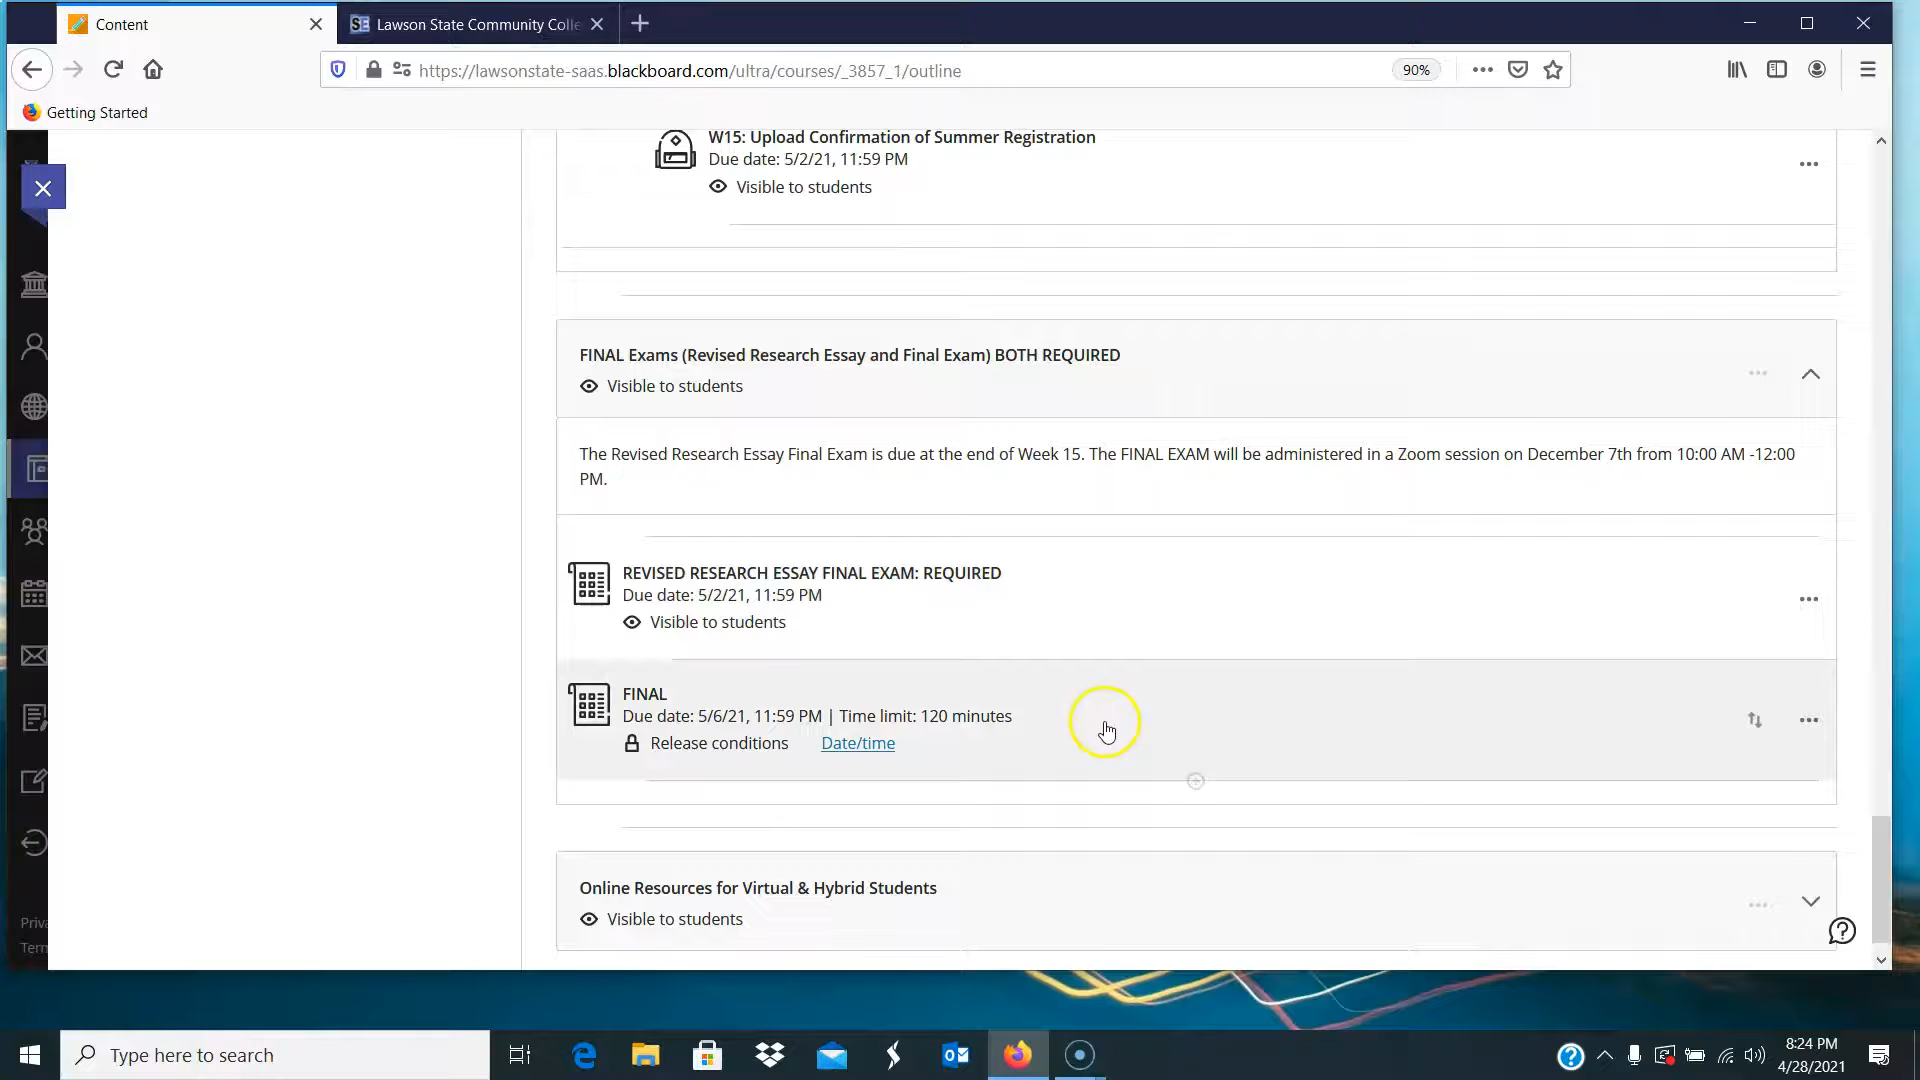 Content
SE Lawson State Community Colle
https://lawsonstate-saas.blackboard.com/ultra/courses/_3857_1/outline
90%
Getting Started
W15: Upload Confirmation of Summer Registration
Due date: 5/2/21, 11:59 PM
Visible to students
FINAL Exams (Revised Research Essay and Final Exam) BOTH REQUIRED
Visible to students
The Revised Research Essay Final Exam is due at the end of Week 15. The FINAL EXAM will be administered in a Zoom session on December 7th from 10:00 AM -12:00
PM.
REVISED RESEARCH ESSAY FINAL EXAM: REQUIRED
Due date: 5/2/21, 11:59 PM
Visible to students
FINAL
Due date: 5/6/21, 11:59 PM | Time limit: 120 minutes
Release conditions Date/time
Online Resources for Virtual & Hybrid Students
Visible to students
Priva
Term
Type here to search
8:24 PM
4/28/2021